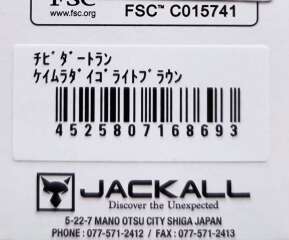 FSC
www.fsc.org
FSC™ C015741
ﾁﾋﾞﾀﾞｰﾄﾗﾝ
ｹｲﾑﾗﾀﾞｲｺﾞﾗｲﾄﾌﾞﾗｳﾝ
4525807168693
JACKALL
Discover the Unexpected
5-22-7 MANO OTSU CITY SHIGA JAPAN
PHONE : 077-571-2412 / FAX : 077-571-2413